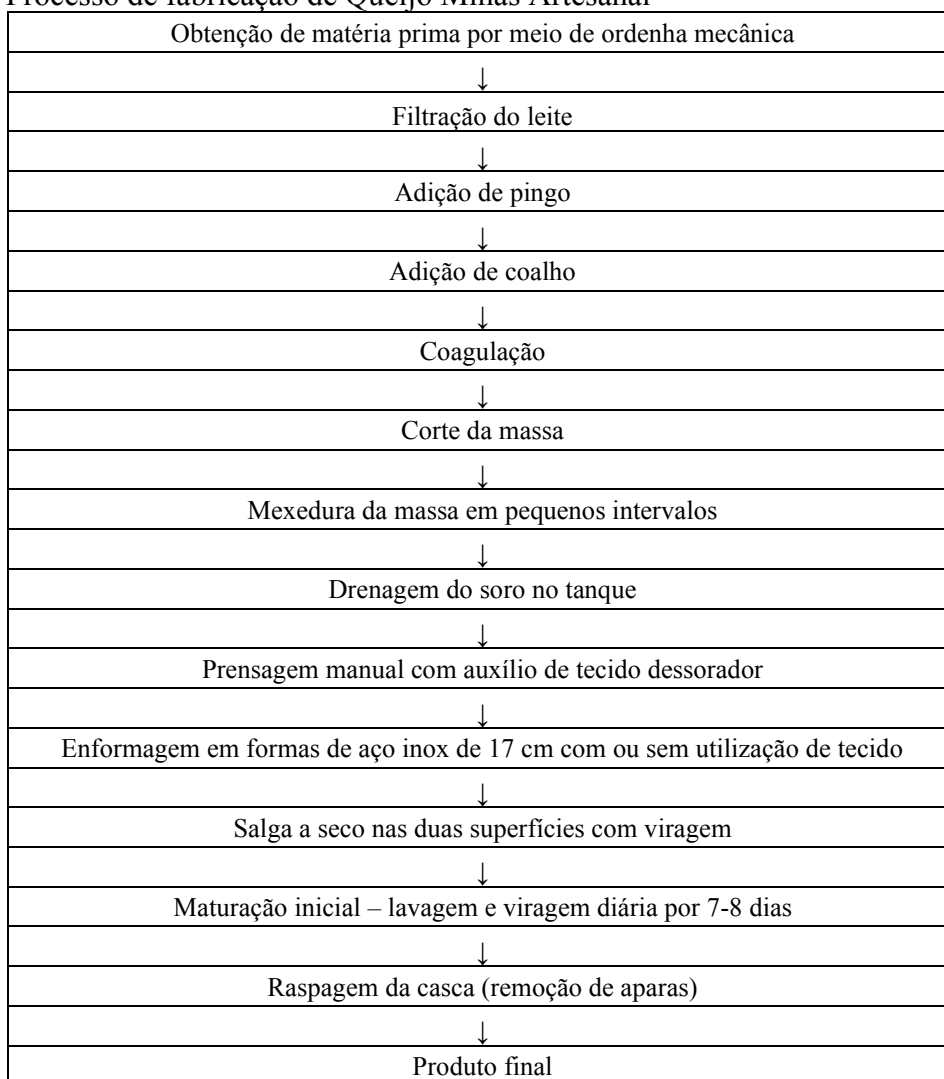 Processo de fabricação de Queijo Minas Artesanal
Obtenção de matéria prima por meio de ordenha mecânica
↓
Filtração do leite
↓
Adição de pingo
↓
Adição de coalho
↓
Coagulação
↓
Corte da massa
↓
Mexedura da massa em pequenos intervalos
↓
Drenagem do soro no tanque
↓
Prensagem manual com auxílio de tecido dessorador
↓
Enformagem em formas de aço inox de 17 cm com ou sem utilização de tecido
↓
Salga a seco nas duas superfícies com viragem
↓
Maturação inicial – lavagem e viragem diária por 7-8 dias
↓
Raspagem da casca (remoção de aparas)
↓
Produto final